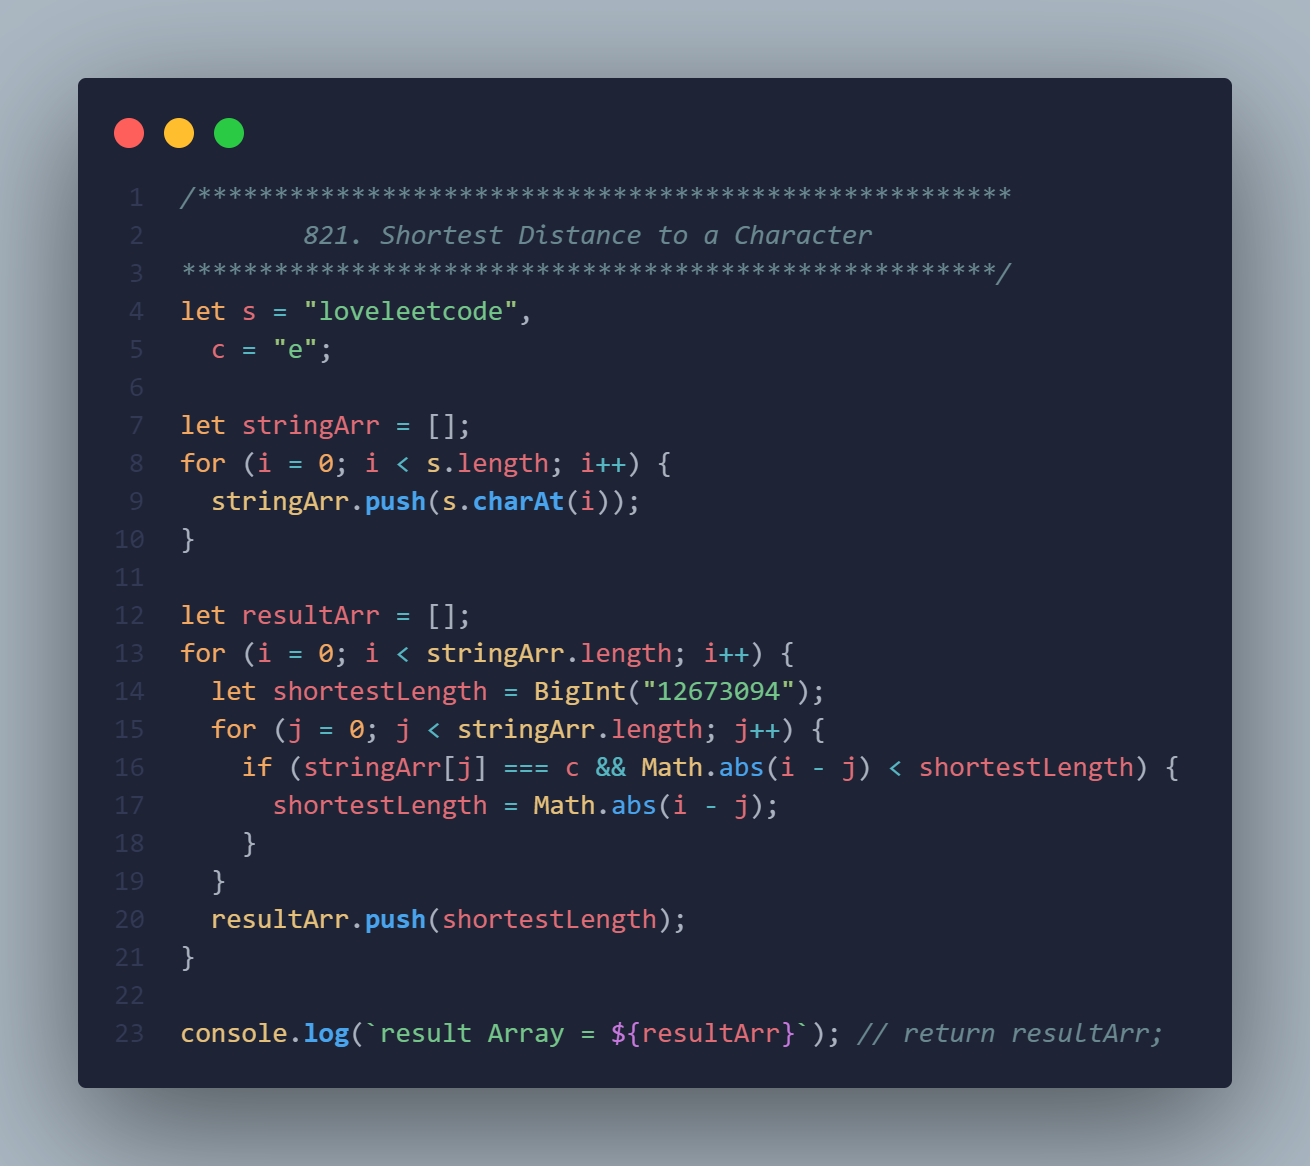 1 /*****************************************************
2         821. Shortest Distance to a Character
3 *****************************************************/
4 let s = "loveleetcode",
5   c = "e";
6
7 let stringArr = [];
8 for (i = 0; i < s.length; i++) {
9   stringArr.push(s.charAt(i));
10 }
11
12 let resultArr = [];
13 for (i = 0; i < stringArr.length; i++) {
14   let shortestLength = BigInt("12673094");
15   for (j = 0; j < stringArr.length; j++) {
16     if (stringArr[j] === c && Math.abs(i - j) < shortestLength) {
17       shortestLength = Math.abs(i - j);
18     }
19   }
20   resultArr.push(shortestLength);
21 }
22
23 console.log(`result Array = ${resultArr}`); // return resultArr;